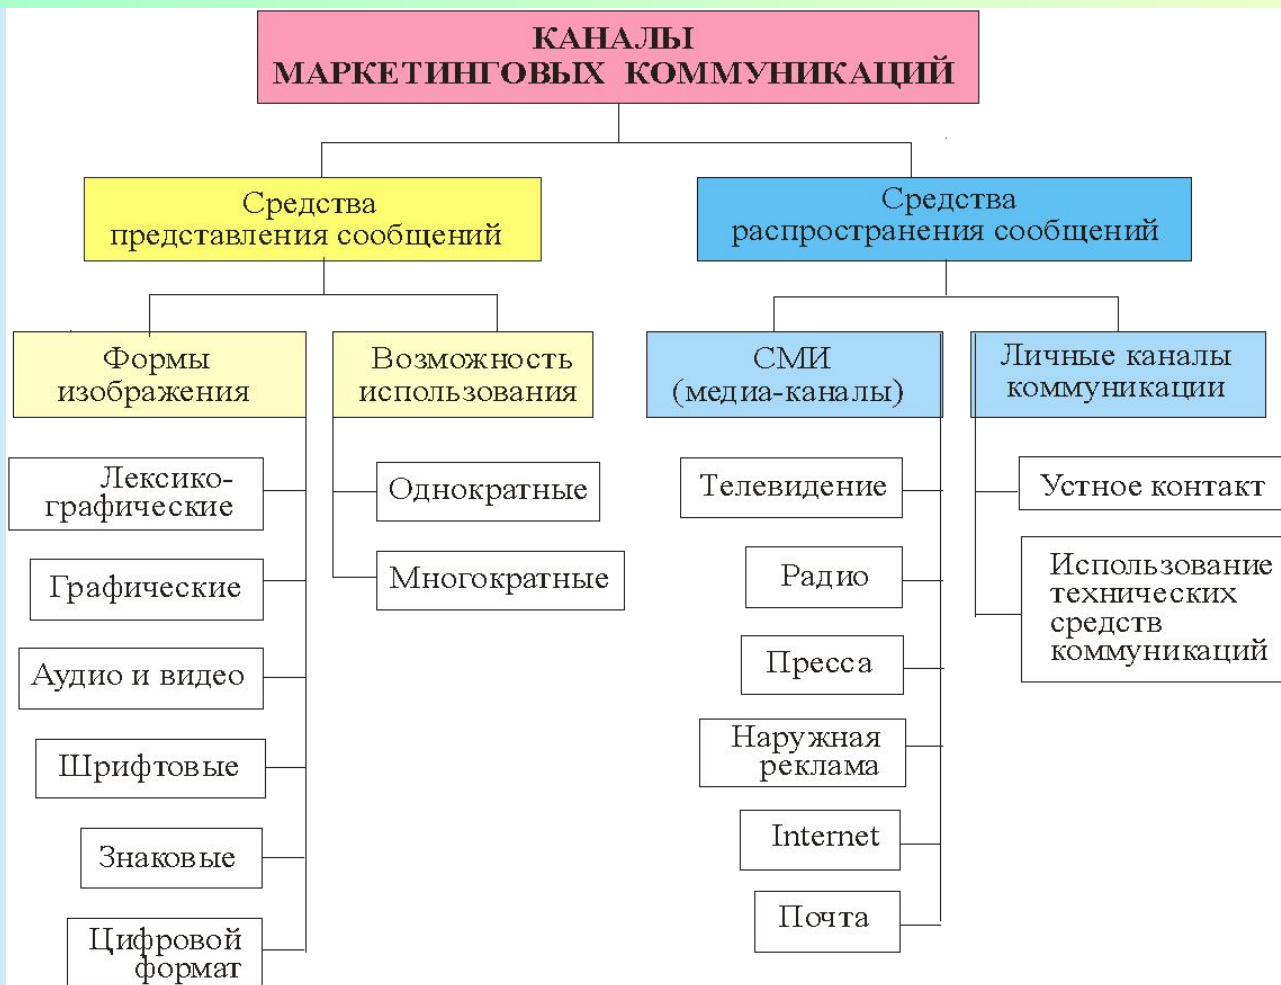 КАНАЛЫ
МАРКЕТИНГОВЫХ КОММУНИКАЦИЙ
Средства
представления сообщений
Средства
распространения сообщений
Формы
изображения
Возможность
использования
СМИ
(медиа-каналы)
Личные каналы
коммуникации
Лексико-
графические
Графические
Аудио и видео
Шрифтовые
Знаковые
Цифровой
формат
Однократные
Многократные
Телевидение
Радио
Пресса
Наружная
реклама
Internet
Почта
Устное контакт
Использование
технических
средств
коммуникаций